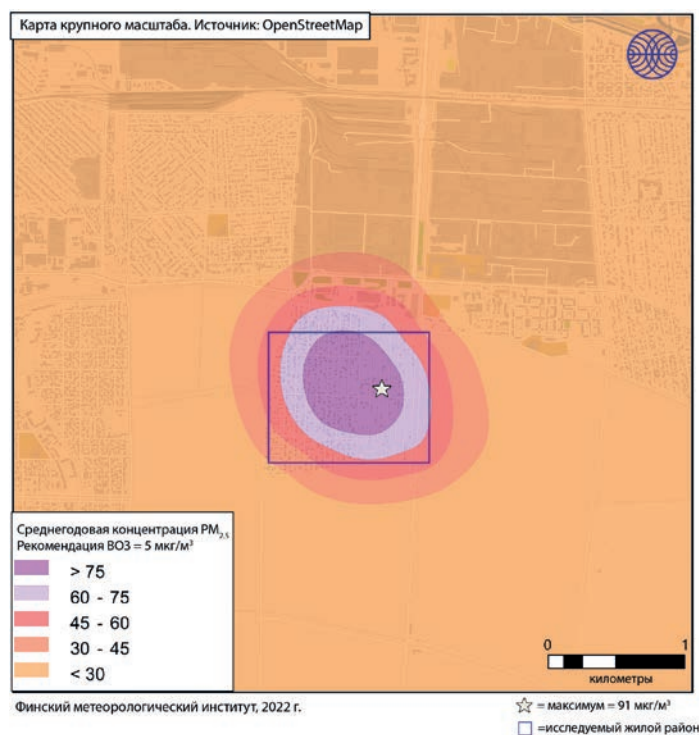 Карта крупного масштаба. Источник: OpenStreetMap
Среднегодовая концентрация PM2,5
Рекомендация ВОЗ = 5 мкг/м³
> 75
60 - 75
45 - 60
30 - 45
< 30
0 1
километры
Финский метеорологический институт, 2022 г.
= максимум = 91 мкг/м³
=исследуемый жилой район